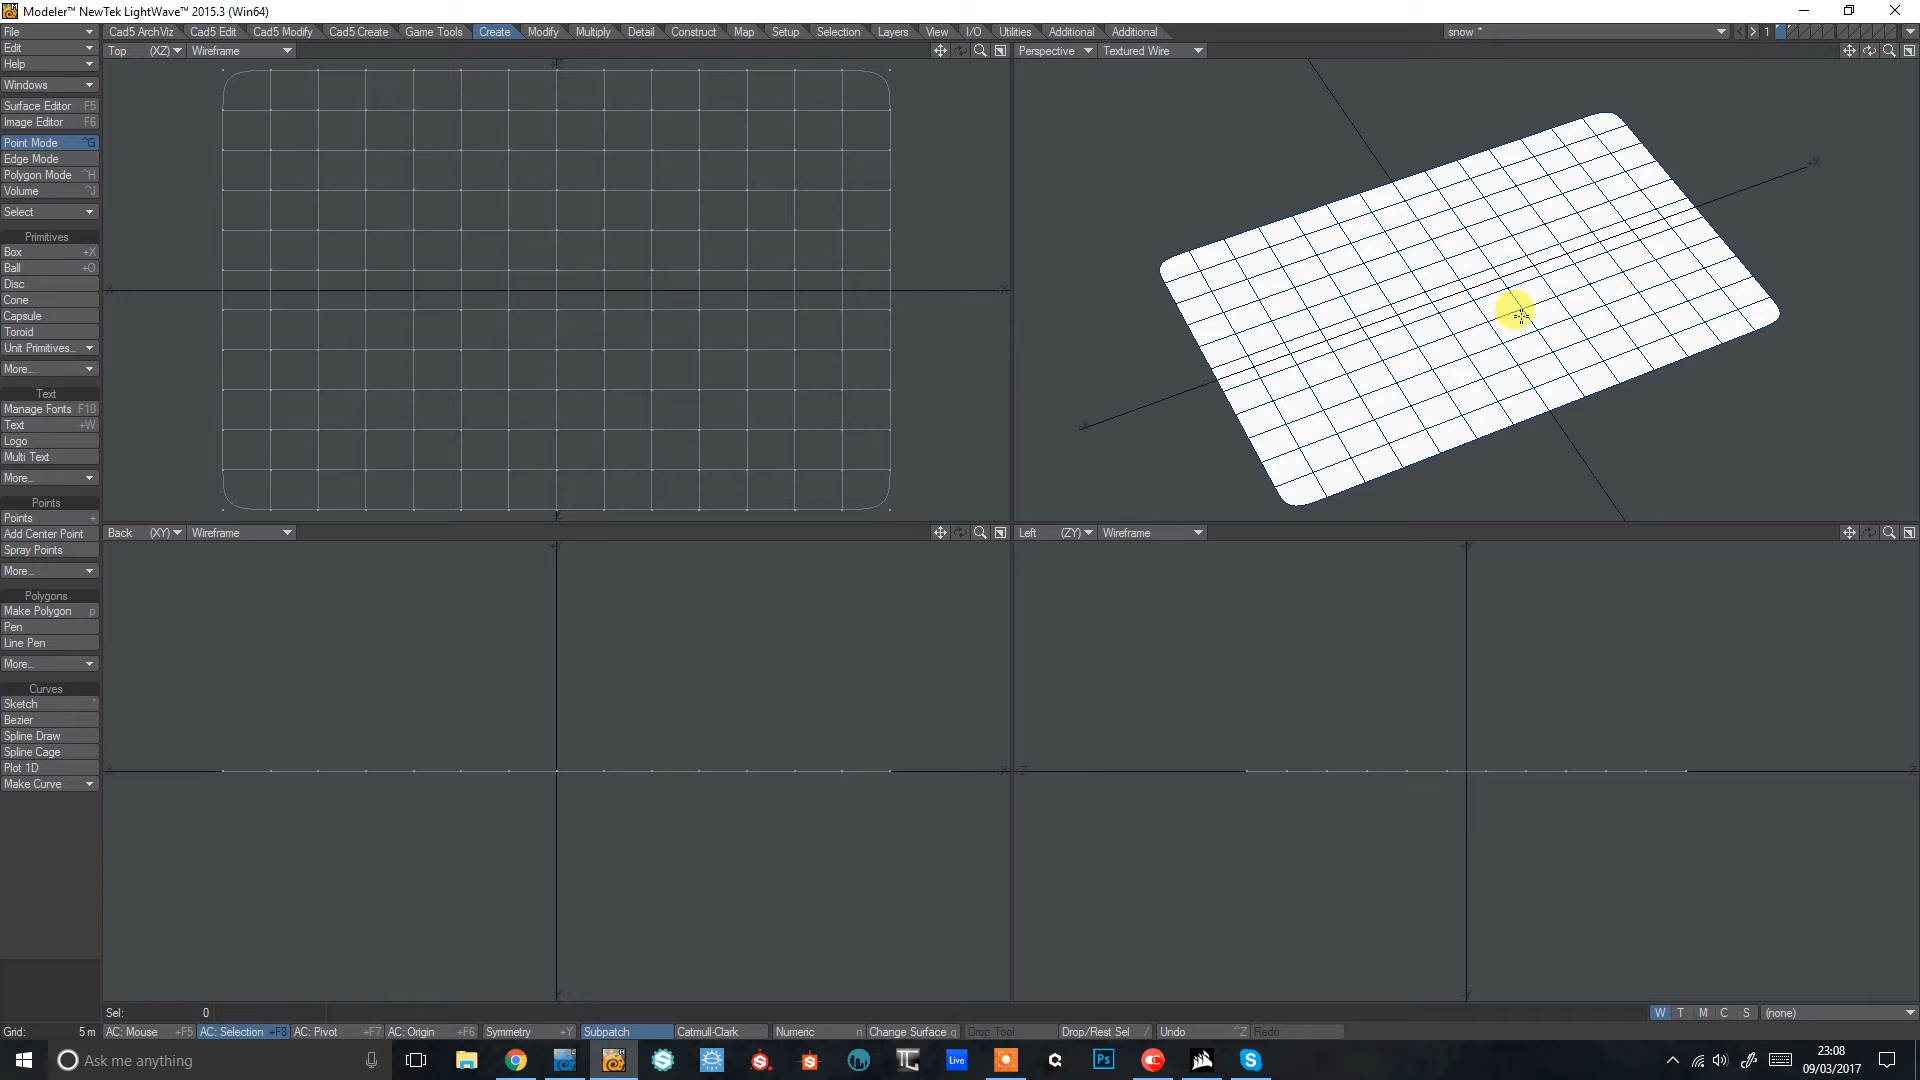 Modeler™ NewTek LightWave™ 2015.3 (Win64)
File Cad5 ArchViz Cad5 Edit Cad5 Modify Cad5 Create Game Tools Create Modify Multiply Detail Construct Map Setup Selection Layers View I/O Utilities Additional Additional snow * 1
Edit Top (XZ) Wireframe Perspective Textured Wire
Help
Windows
Surface Editor F5
Image Editor F6
Point Mode ^G
Edge Mode
Polygon Mode ^H
Volume ^J
Select
Primitives
Box +X
Ball +O
Disc
Cone
Capsule
Toroid
Unit Primitives...
More...
Text
Manage Fonts F10
Text +W
Logo
Multi Text
More...
Points
Points +
Add Center Point
Spray Points
More...
Polygons
Make Polygon p
Pen
Line Pen
More...
Curves
Sketch
Bezier
Spline Draw
Spline Cage
Plot 1D
Make Curve
Back (XY) Wireframe Left (ZY) Wireframe
Sel: 0 W T M C S (none)
Grid: 5 m AC: Mouse +F5 AC: Selection +F8 AC: Pivot +F7 AC: Origin +F6 Symmetry +Y Subpatch Catmull-Clark Numeric n Change Surface q Drop Tool Drop/Rest Sel / Undo ^Z Redo
Ask me anything Live Ps 23:08
09/03/2017